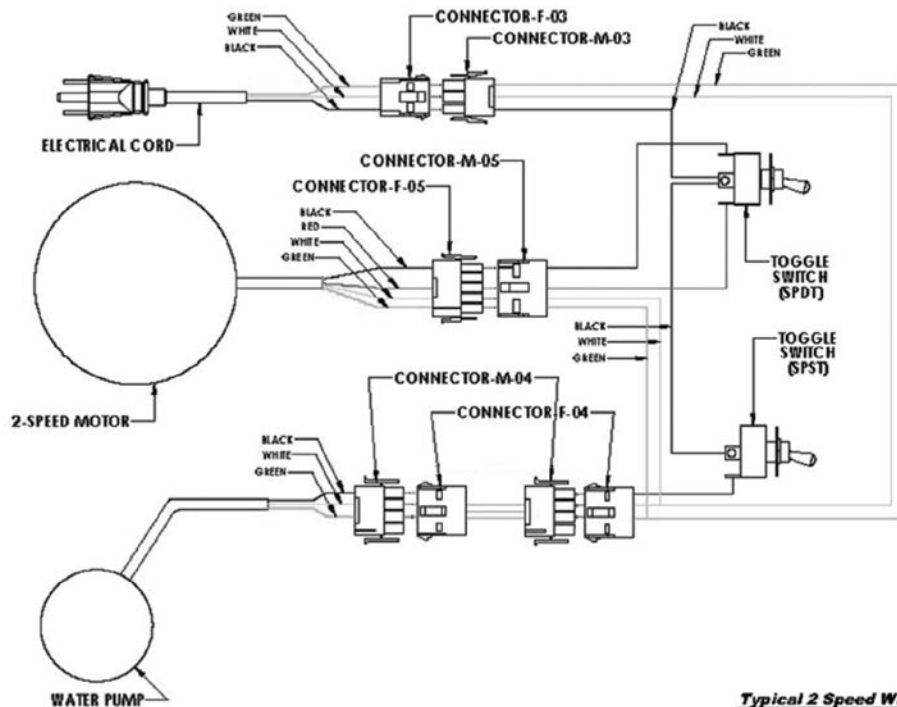 GREEN
WHITE
BLACK
CONNECTOR-F-03
CONNECTOR-M-03
BLACK
WHITE
GREEN
ELECTRICAL CORD
CONNECTOR-M-05
CONNECTOR-F-05
BLACK
RED
WHITE
GREEN
TOGGLE
SWITCH
(SPDT)
BLACK
WHITE
GREEN
TOGGLE
SWITCH
(SPST)
2-SPEED MOTOR
CONNECTOR-M-04
CONNECTOR-F-04
BLACK
WHITE
GREEN
WATER PUMP
Typical 2 Speed W